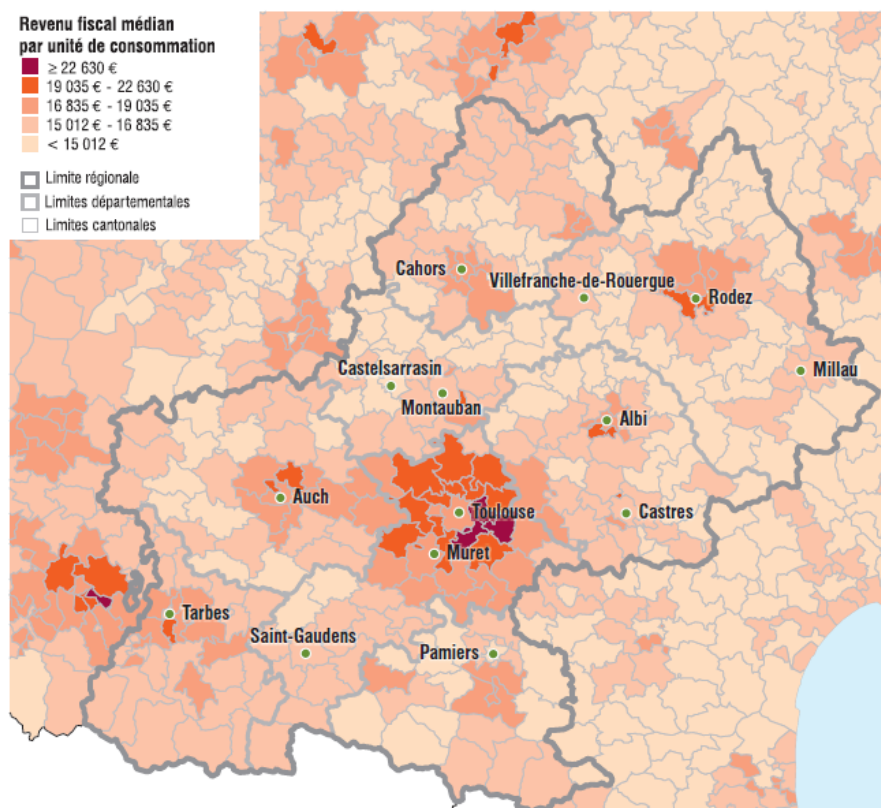 Revenu fiscal médian
par unité de consommation
≥ 22 630 €
19 035 € - 22 630 €
16 835 € - 19 035 €
15 012 € - 16 835 €
< 15 012 €
Limite régionale
Limites départementales
Limites cantonales
Cahors
Villefranche-de-Rouergue
Rodez
Castelsarrasin
Millau
Montauban
Albi
Auch
Toulouse
Castres
Muret
Tarbes
Saint-Gaudens
Pamiers